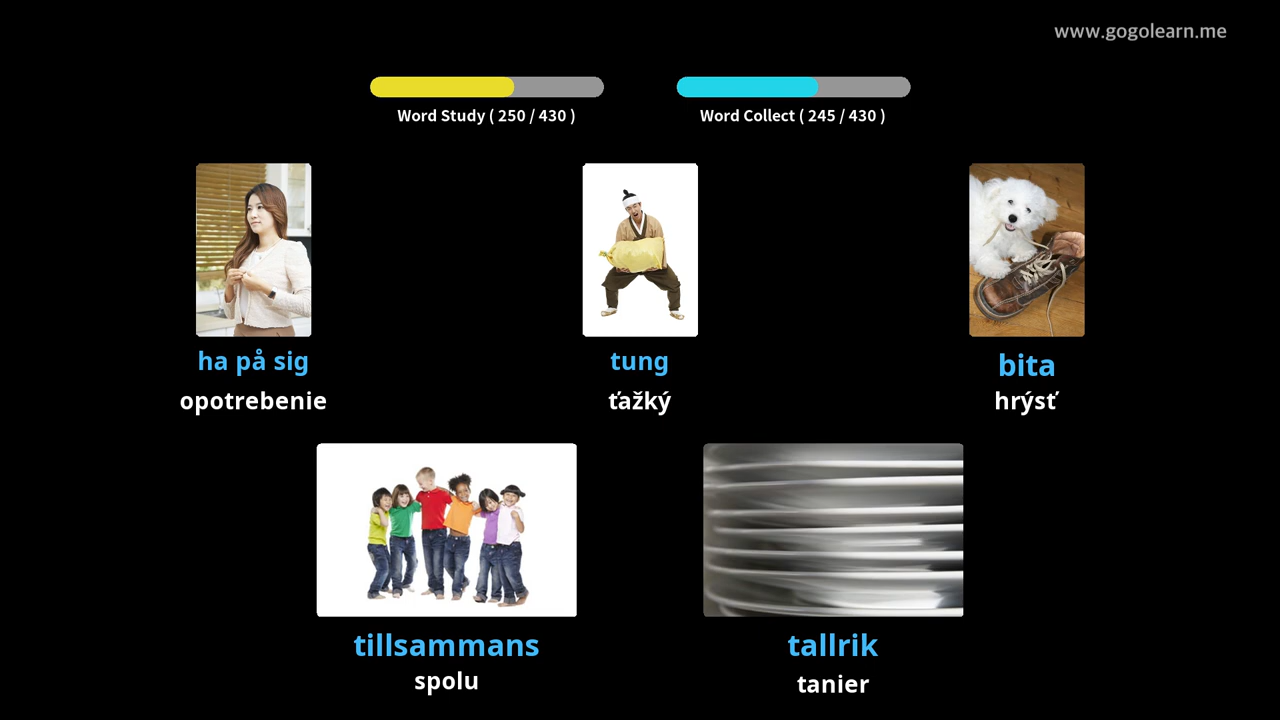 www.gogolearn.me
Word Study ( 250 / 430 )
Word Collect ( 245 / 430 )
ha på sig
opotrebenie
tung
ťažký
bita
hrýsť
tillsammans
spolu
tallrik
tanier